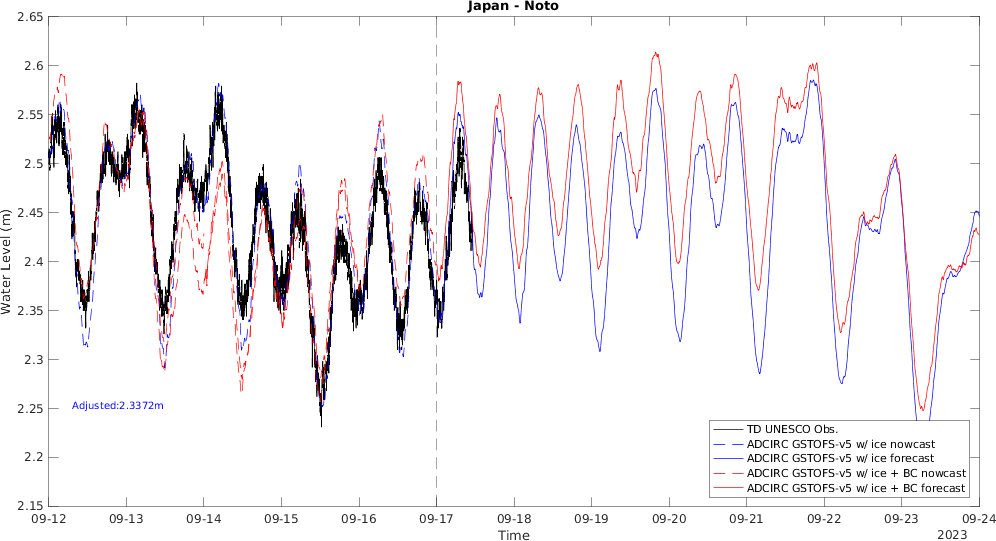 Japan - Noto
2.65
2.6
2.55
2.5
2.45
2.4
2.35
2.3
2.25
2.2
2.15
Water Level (m)
Adjusted:2.3372m
TD UNESCO Obs.
ADCIRC GSTOFS-v5 w/ ice nowcast
ADCIRC GSTOFS-v5 w/ ice forecast
ADCIRC GSTOFS-v5 w/ ice + BC nowcast
ADCIRC GSTOFS-v5 w/ ice + BC forecast
09-12 09-13 09-14 09-15 09-16 09-17 09-18 09-19 09-20 09-21 09-22 09-23 09-24
Time
2023